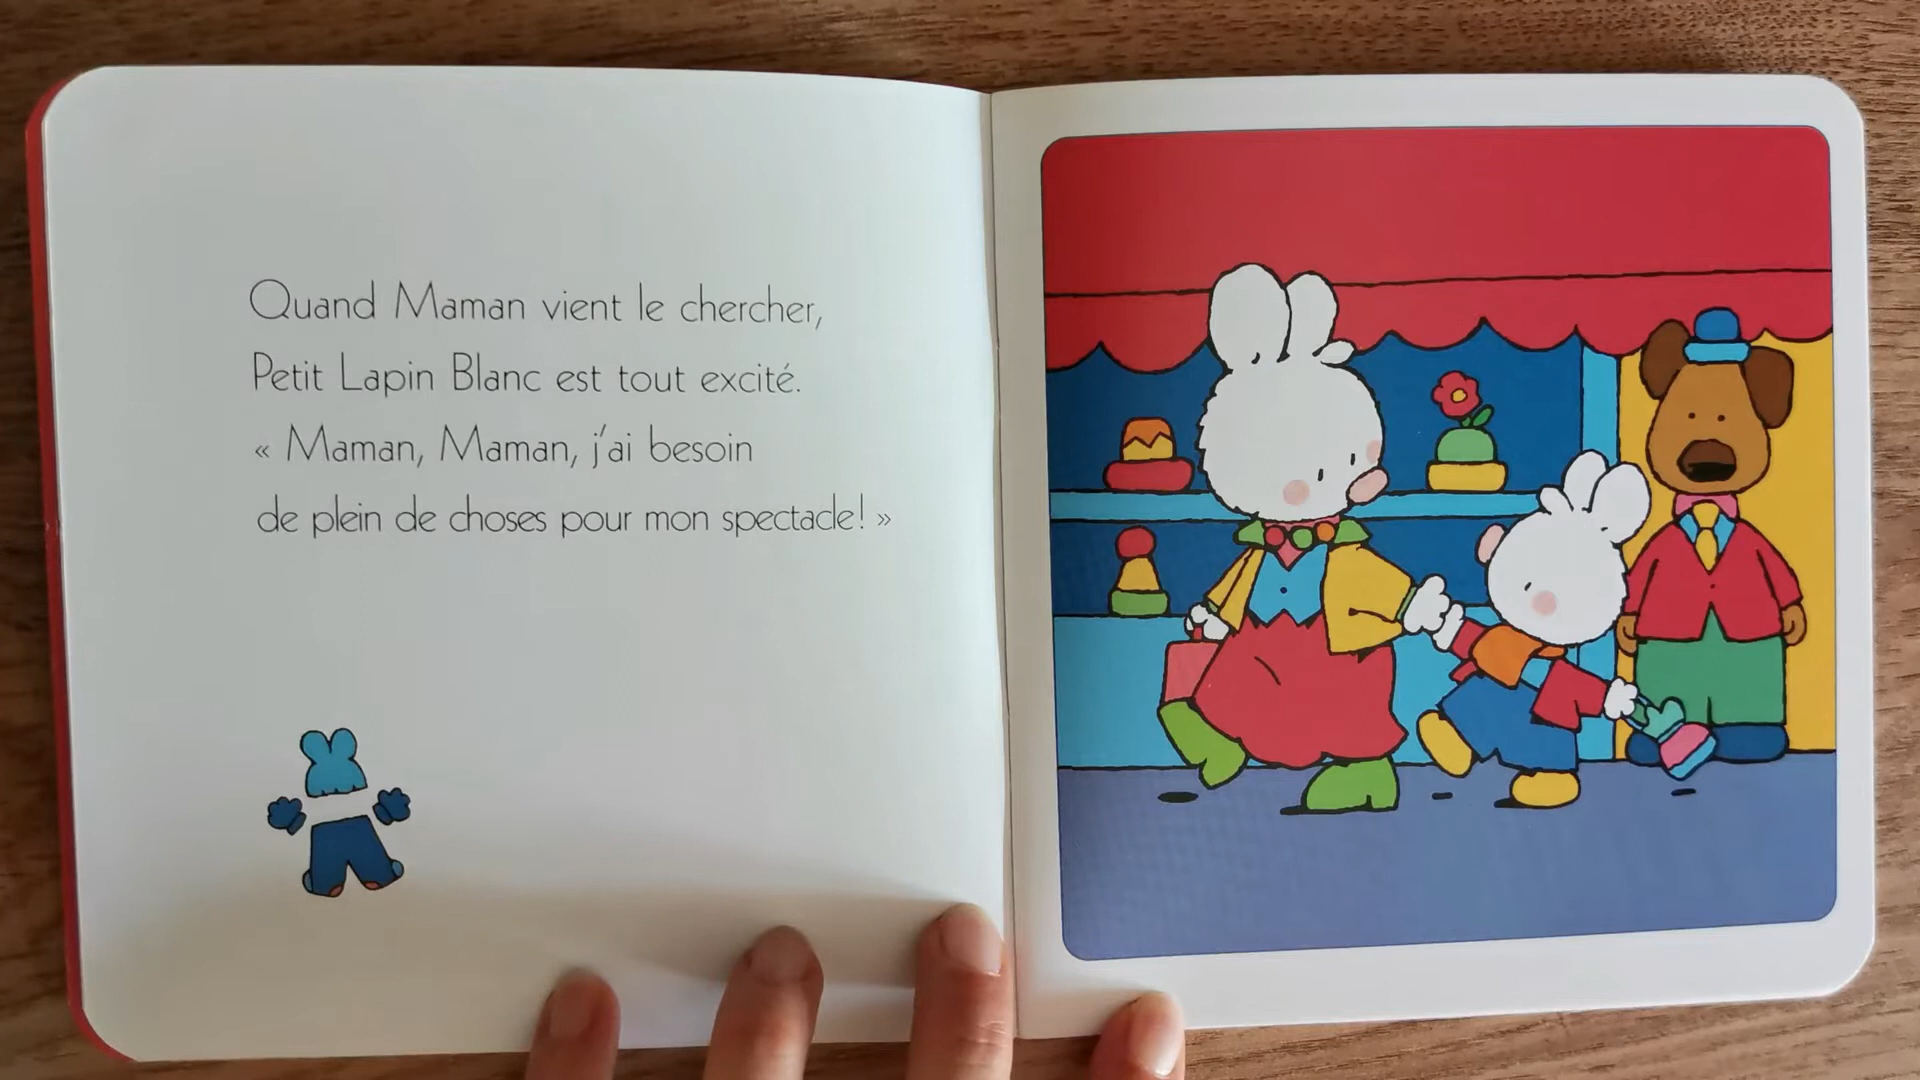 Quand Maman vient le chercher,
Petit Lapin Blanc est tout excité.
« Maman, Maman, j'ai besoin
de plein de choses pour mon spectacle! »